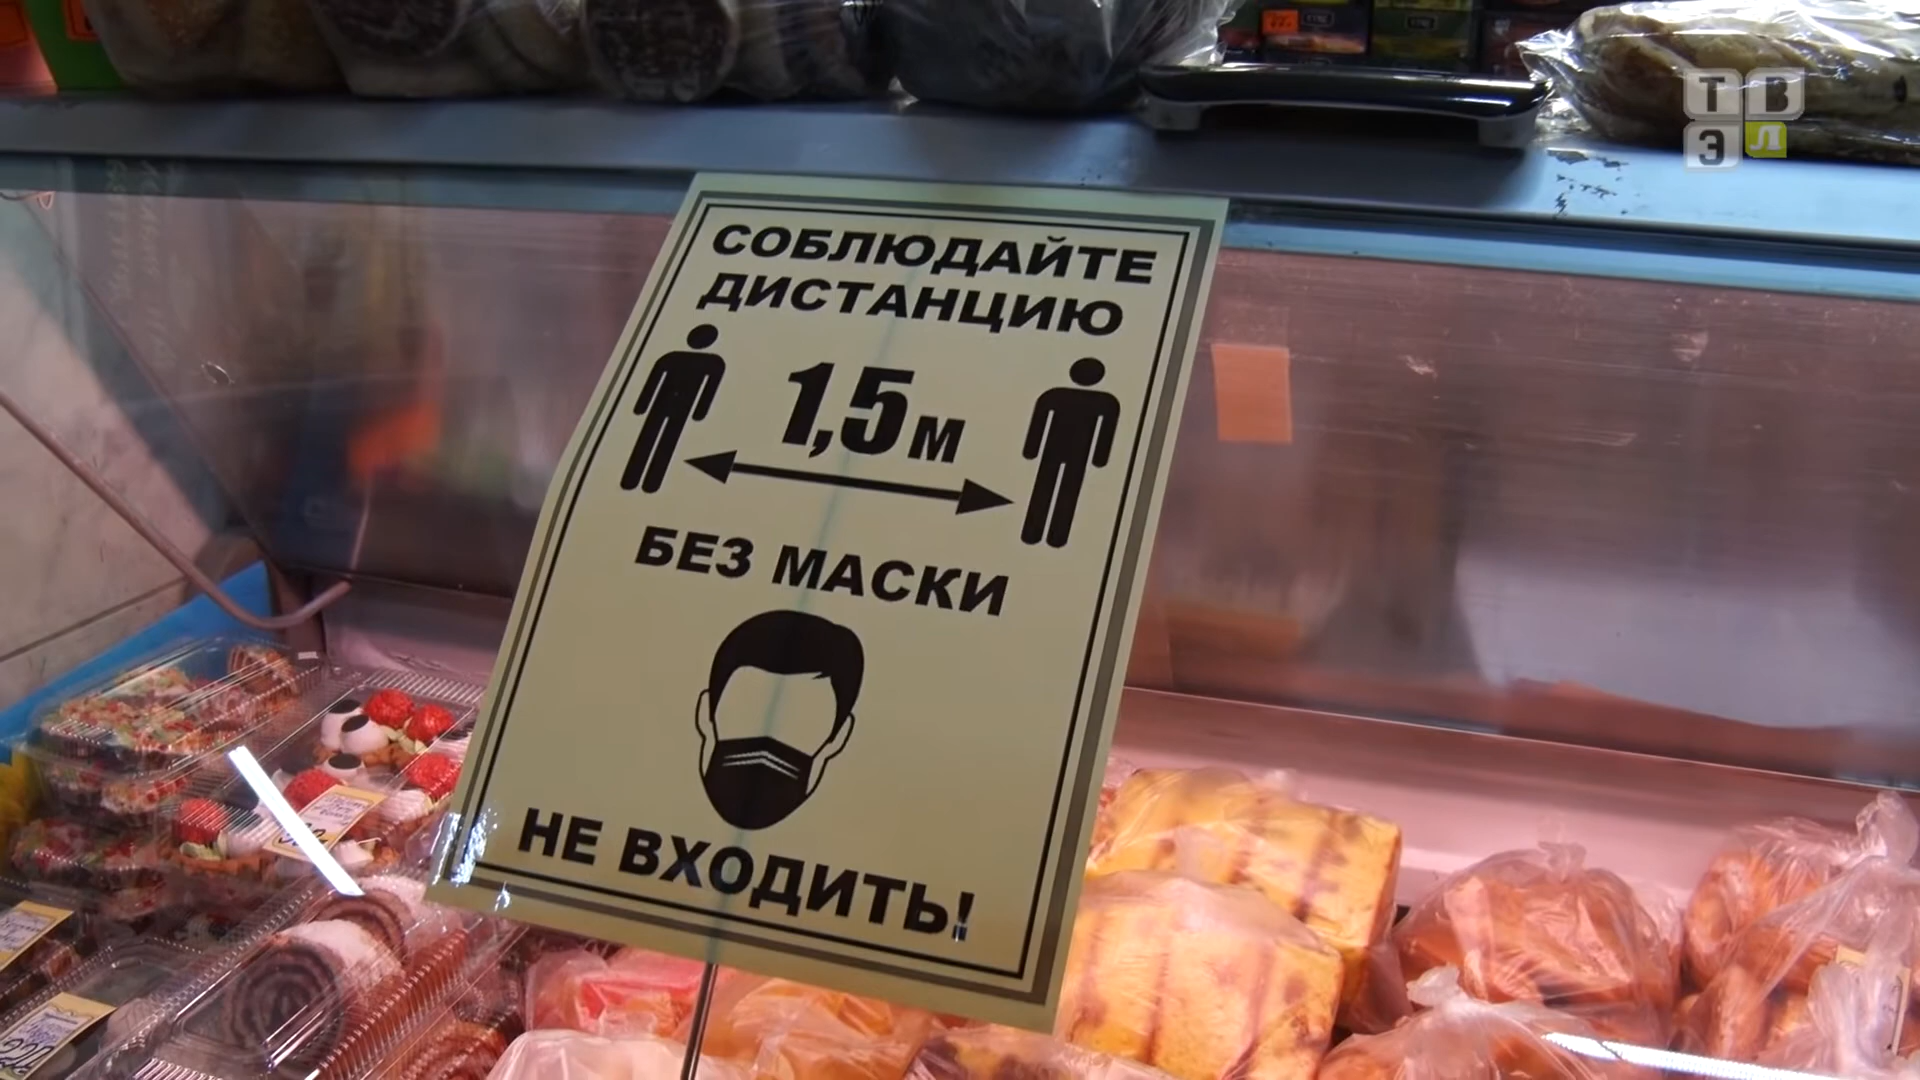 ТВ
ЭЛ
СОБЛЮДАЙТЕ
ДИСТАНЦИЮ
1,5м
БЕЗ МАСКИ
НЕ ВХОДИТЬ!